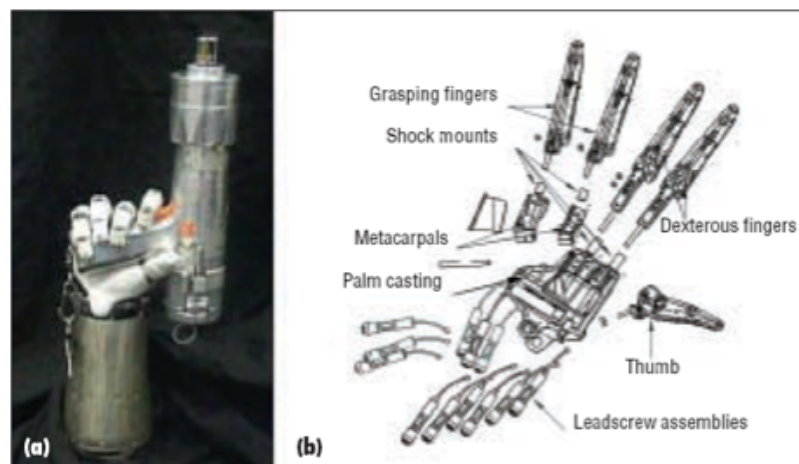 Grasping fingers
Shock mounts
Dexterous fingers
Metacarpals
Palm casting
Thumb
Leadscrew assemblies
(a)
(b)